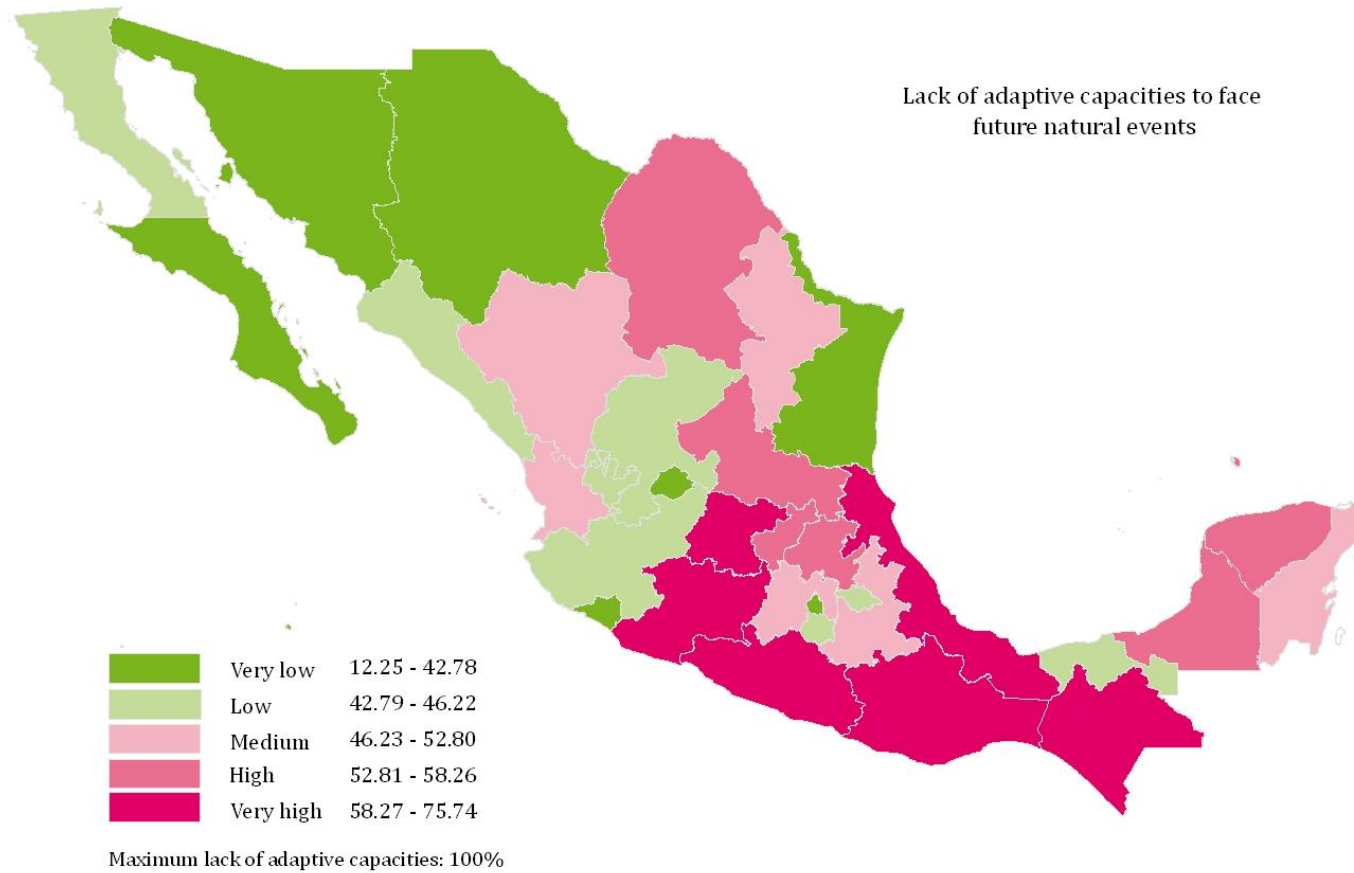 Lack of adaptive capacities to face
future natural events
Very low 12.25 - 42.78
Low 42.79 - 46.22
Medium 46.23 - 52.80
High 52.81 - 58.26
Very high 58.27 - 75.74
Maximum lack of adaptive capacities: 100%